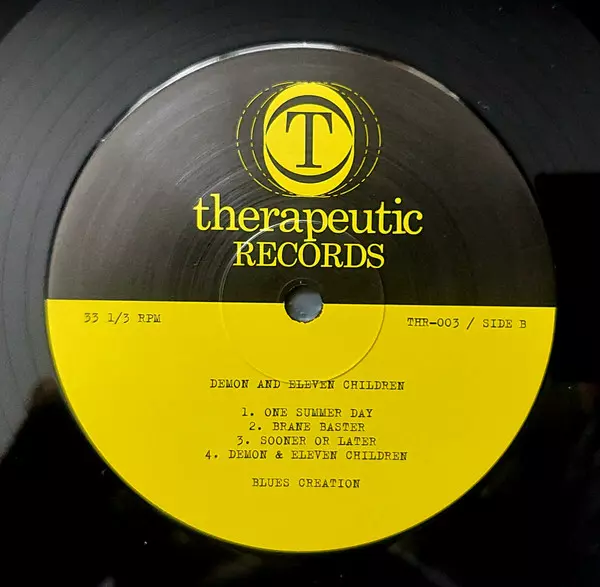 T
therapeutic
RECORDS
33 1/3 RPM
THR-003 / SIDE B
DEMON AND ELEVEN CHILDREN
1. ONE SUMMER DAY
2. BRANE BASTER
3. SOONER OR LATER
4. DEMON & ELEVEN CHILDREN
BLUES CREATION